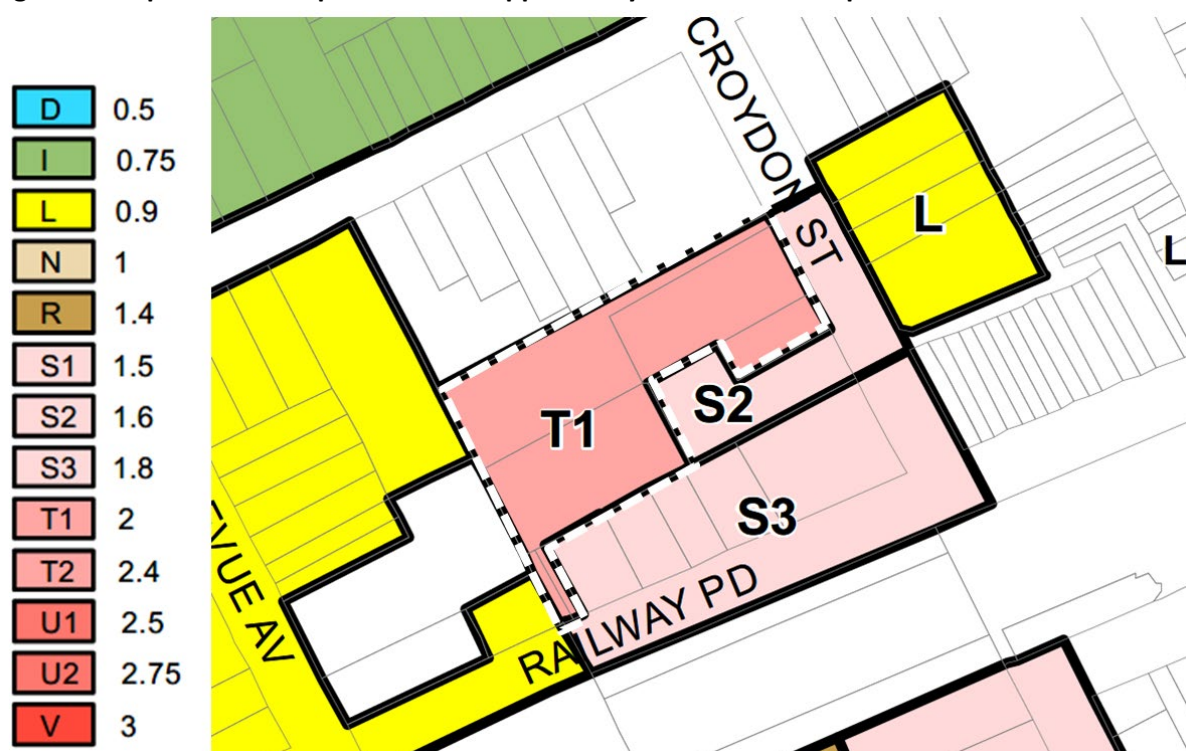 D 0.5
I 0.75
L 0.9
N 1
R 1.4
S1 1.5
S2 1.6
S3 1.8
T1 2
T2 2.4
U1 2.5
U2 2.75
V 3
CROYDON ST
L
L
T1
S2
S3
EVUE AV
RAILWAY PD